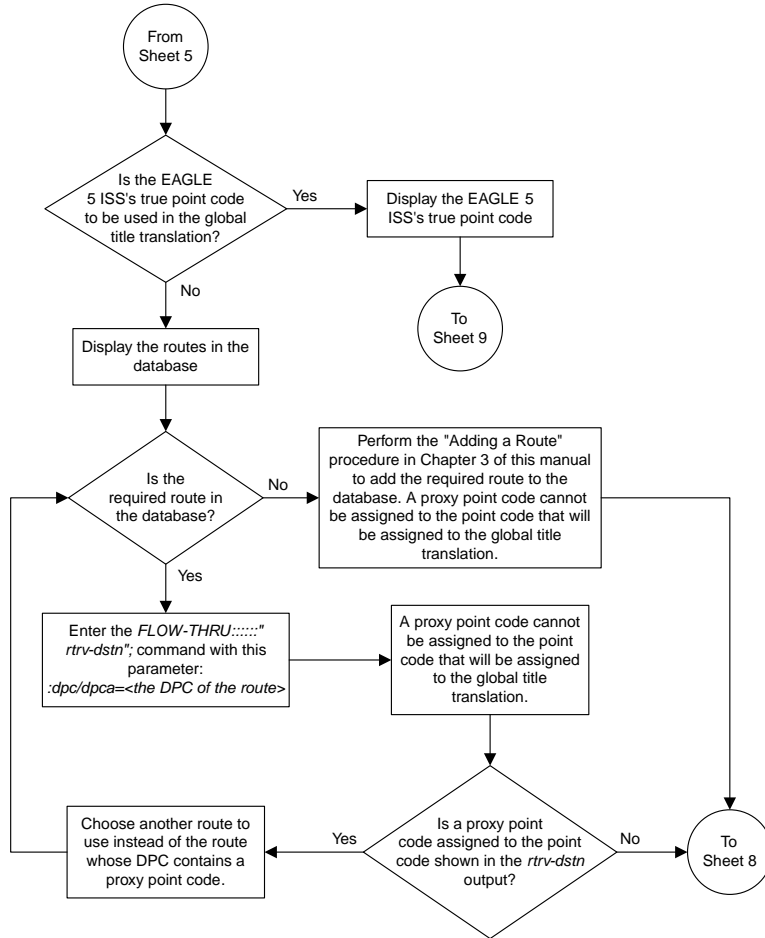 From
Sheet 5
Is the EAGLE
5 ISS's true point code
to be used in the global
title translation?
Yes
Display the EAGLE 5
ISS's true point code
No
To
Sheet 9
Display the routes in the
database
Is the
required route in
the database?
No
Perform the "Adding a Route"
procedure in Chapter 3 of this manual
to add the required route to the
database. A proxy point code cannot
be assigned to the point code that will
be assigned to the global title
translation.
Yes
Enter the FLOW-THRU::::::"
rtrv-dstn"; command with this
parameter:
:dpc/dpca=<the DPC of the route>
A proxy point code cannot
be assigned to the point
code that will be assigned
to the global title
translation.
Is a proxy point
code assigned to the point
code shown in the rtrv-dstn
output?
Yes
Choose another route to
use instead of the route
whose DPC contains a
proxy point code.
No
To
Sheet 8